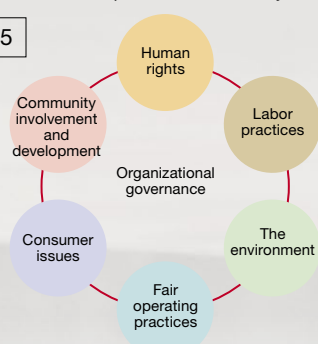 5
Human
rights
Labor
practices
The
environment
Fair
operating
practices
Consumer
issues
Community
involvement
and
development
Organizational
governance